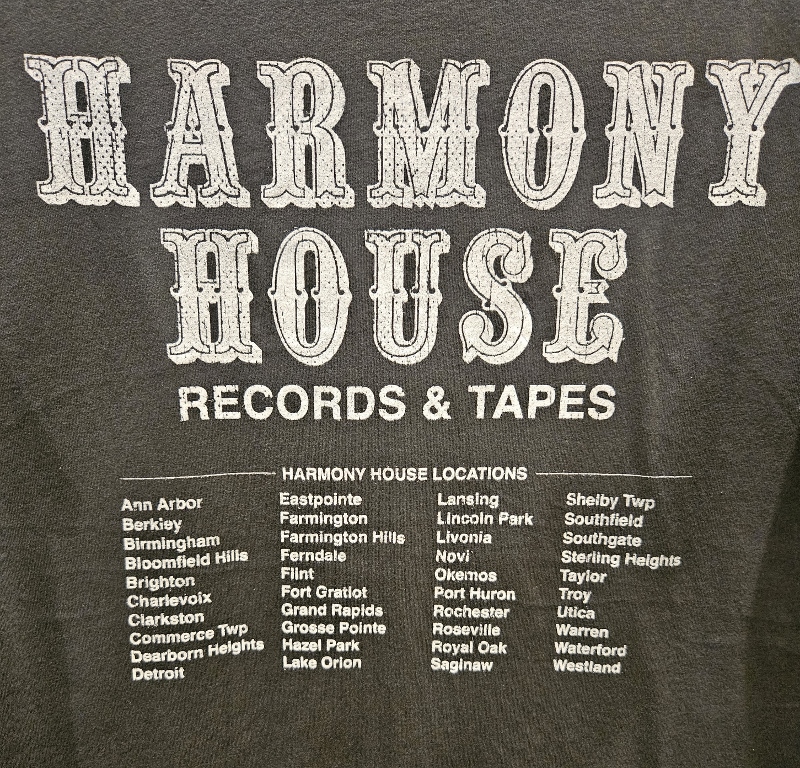 HARMONY
HOUSE
RECORDS & TAPES
HARMONY HOUSE LOCATIONS
Ann Arbor
Berkley
Birmingham
Bloomfield Hills
Brighton
Charlevoix
Clarkston
Commerce Twp
Dearborn Heights
Detroit
Eastpointe
Farmington
Farmington Hills
Ferndale
Flint
Fort Gratiot
Grand Rapids
Grosse Pointe
Hazel Park
Lake Orion
Lansing
Lincoln Park
Livonia
Novi
Okemos
Port Huron
Rochester
Roseville
Royal Oak
Saginaw
Shelby Twp
Southfield
Southgate
Sterling Heights
Taylor
Troy
Utica
Warren
Waterford
Westland